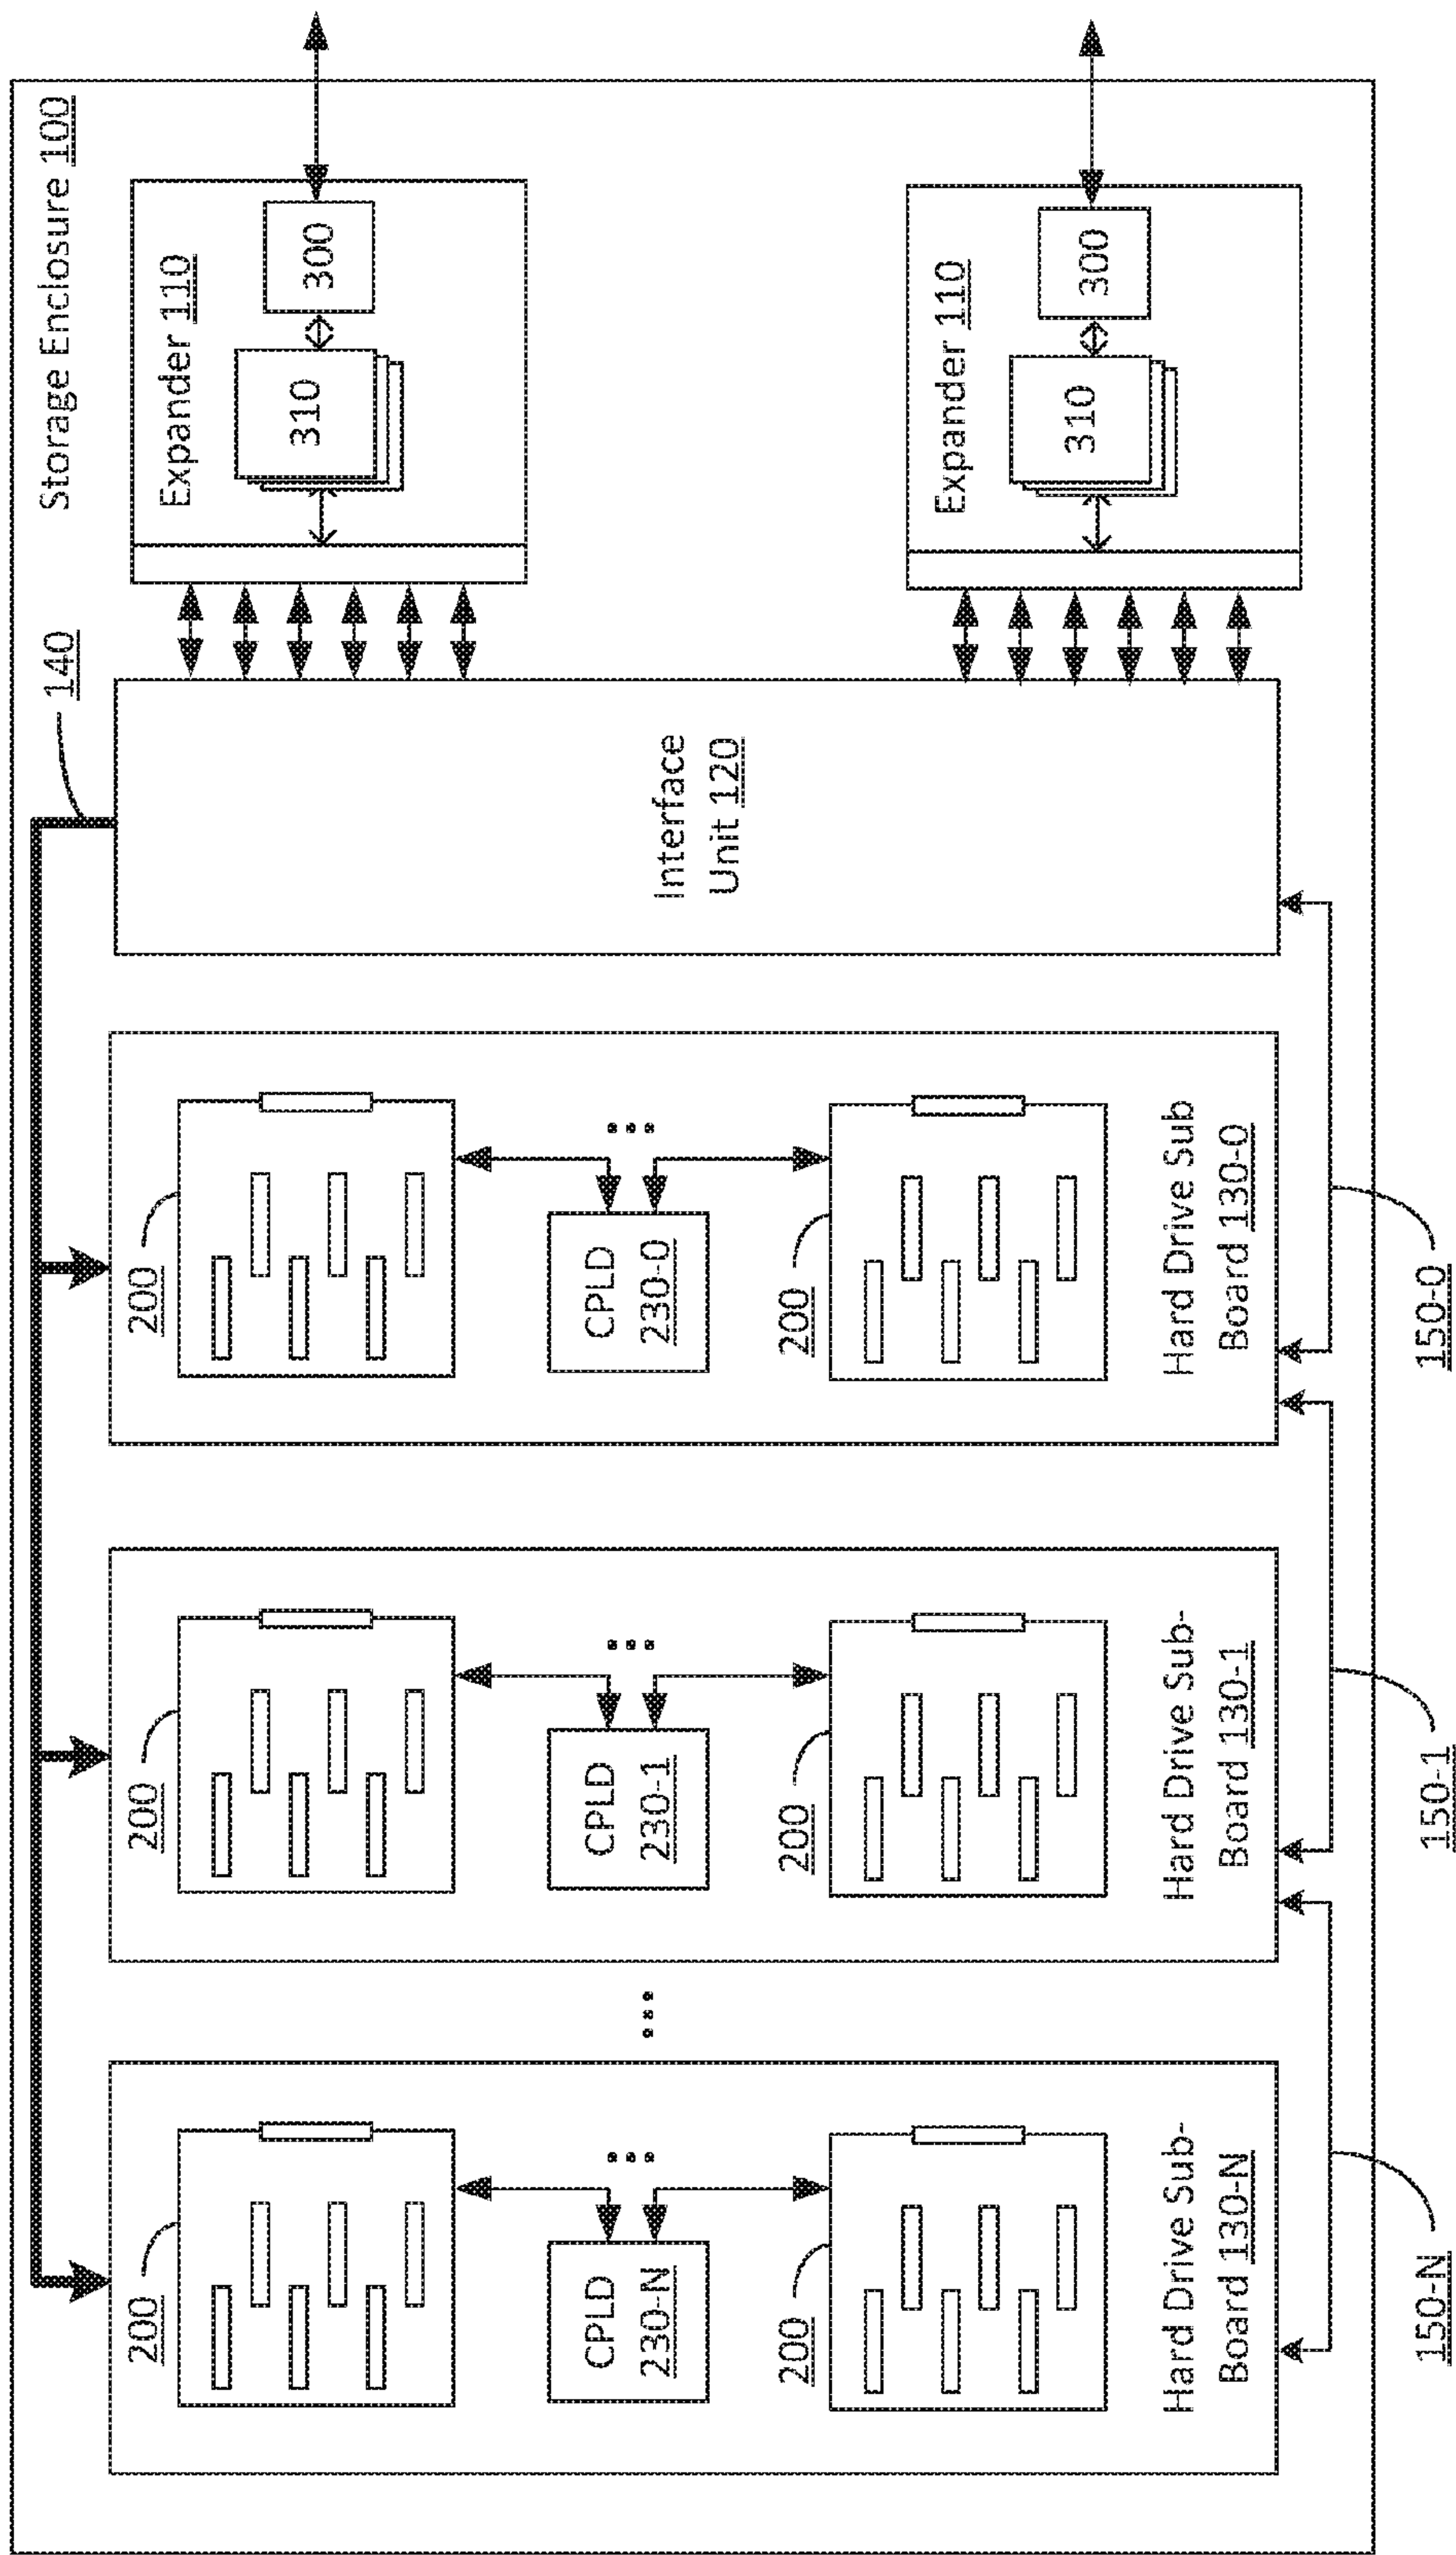 Storage Enclosure 100
140
Expander 110
310
300
Expander 110
310
300
Interface
Unit 120
200
CPLD
230-0
200
Hard Drive Sub
Board 130-0
200
CPLD
230-1
200
Hard Drive Sub-
Board 130-1
...
200
CPLD
230-N
200
Hard Drive Sub-
Board 130-N
150-N
150-1
150-0